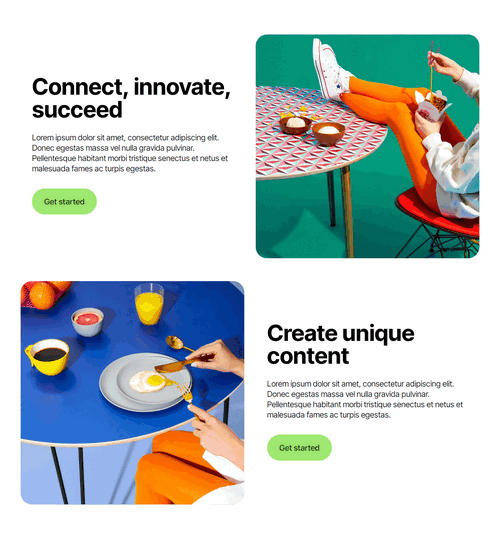 Connect, innovate,
succeed
Lorem ipsum dolor sit amet, consectetur adipiscing elit.
Donec egestas massa vel nulla gravida pulvinar.
Pellentesque habitant morbi tristique senectus et netus et
malesuada fames ac turpis egestas.
Get started
Create unique
content
Lorem ipsum dolor sit amet, consectetur adipiscing elit.
Donec egestas massa vel nulla gravida pulvinar.
Pellentesque habitant morbi tristique senectus et netus et
malesuada fames ac turpis egestas.
Get started